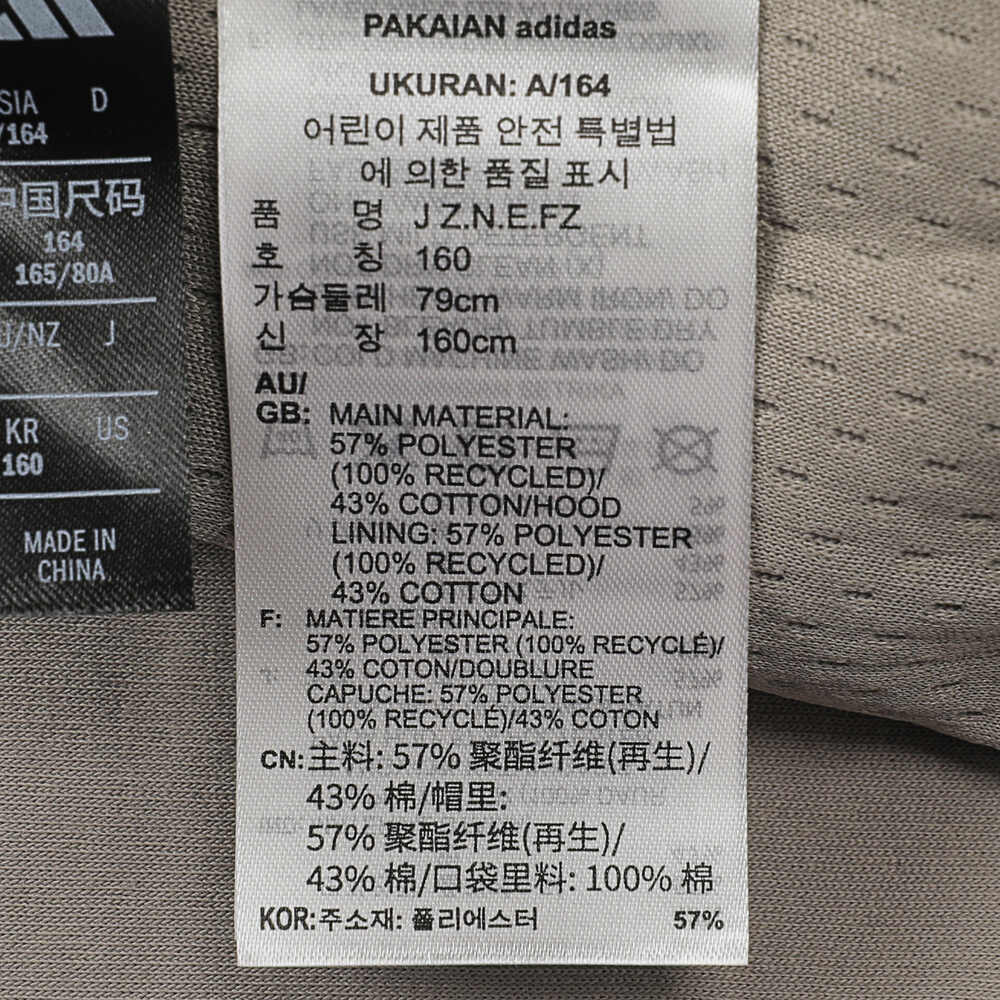 SIA D
/164
中国尺码
164
165/80A
U/NZ J
KR US
160
MADE IN
CHINA
PAKAIAN adidas
UKURAN: A/164
어린이 제품 안전 특별법
에 의한 품질 표시
품 명 J Z.N.E.FZ
호 칭 160
가슴둘레 79cm
신 장 160cm
AU/
GB: MAIN MATERIAL:
57% POLYESTER
(100% RECYCLED)/
43% COTTON/HOOD
LINING: 57% POLYESTER
(100% RECYCLED)/
43% COTTON
F: MATIERE PRINCIPALE:
57% POLYESTER (100% RECYCLÉ)/
43% COTON/DOUBLURE
CAPUCHE: 57% POLYESTER
(100% RECYCLÉ)/43% COTON
CN: 主料: 57% 聚酯纤维(再生)/
43% 棉/帽里:
57% 聚酯纤维(再生)/
43% 棉/口袋里料: 100% 棉
KOR:주소재: 폴리에스터 57%